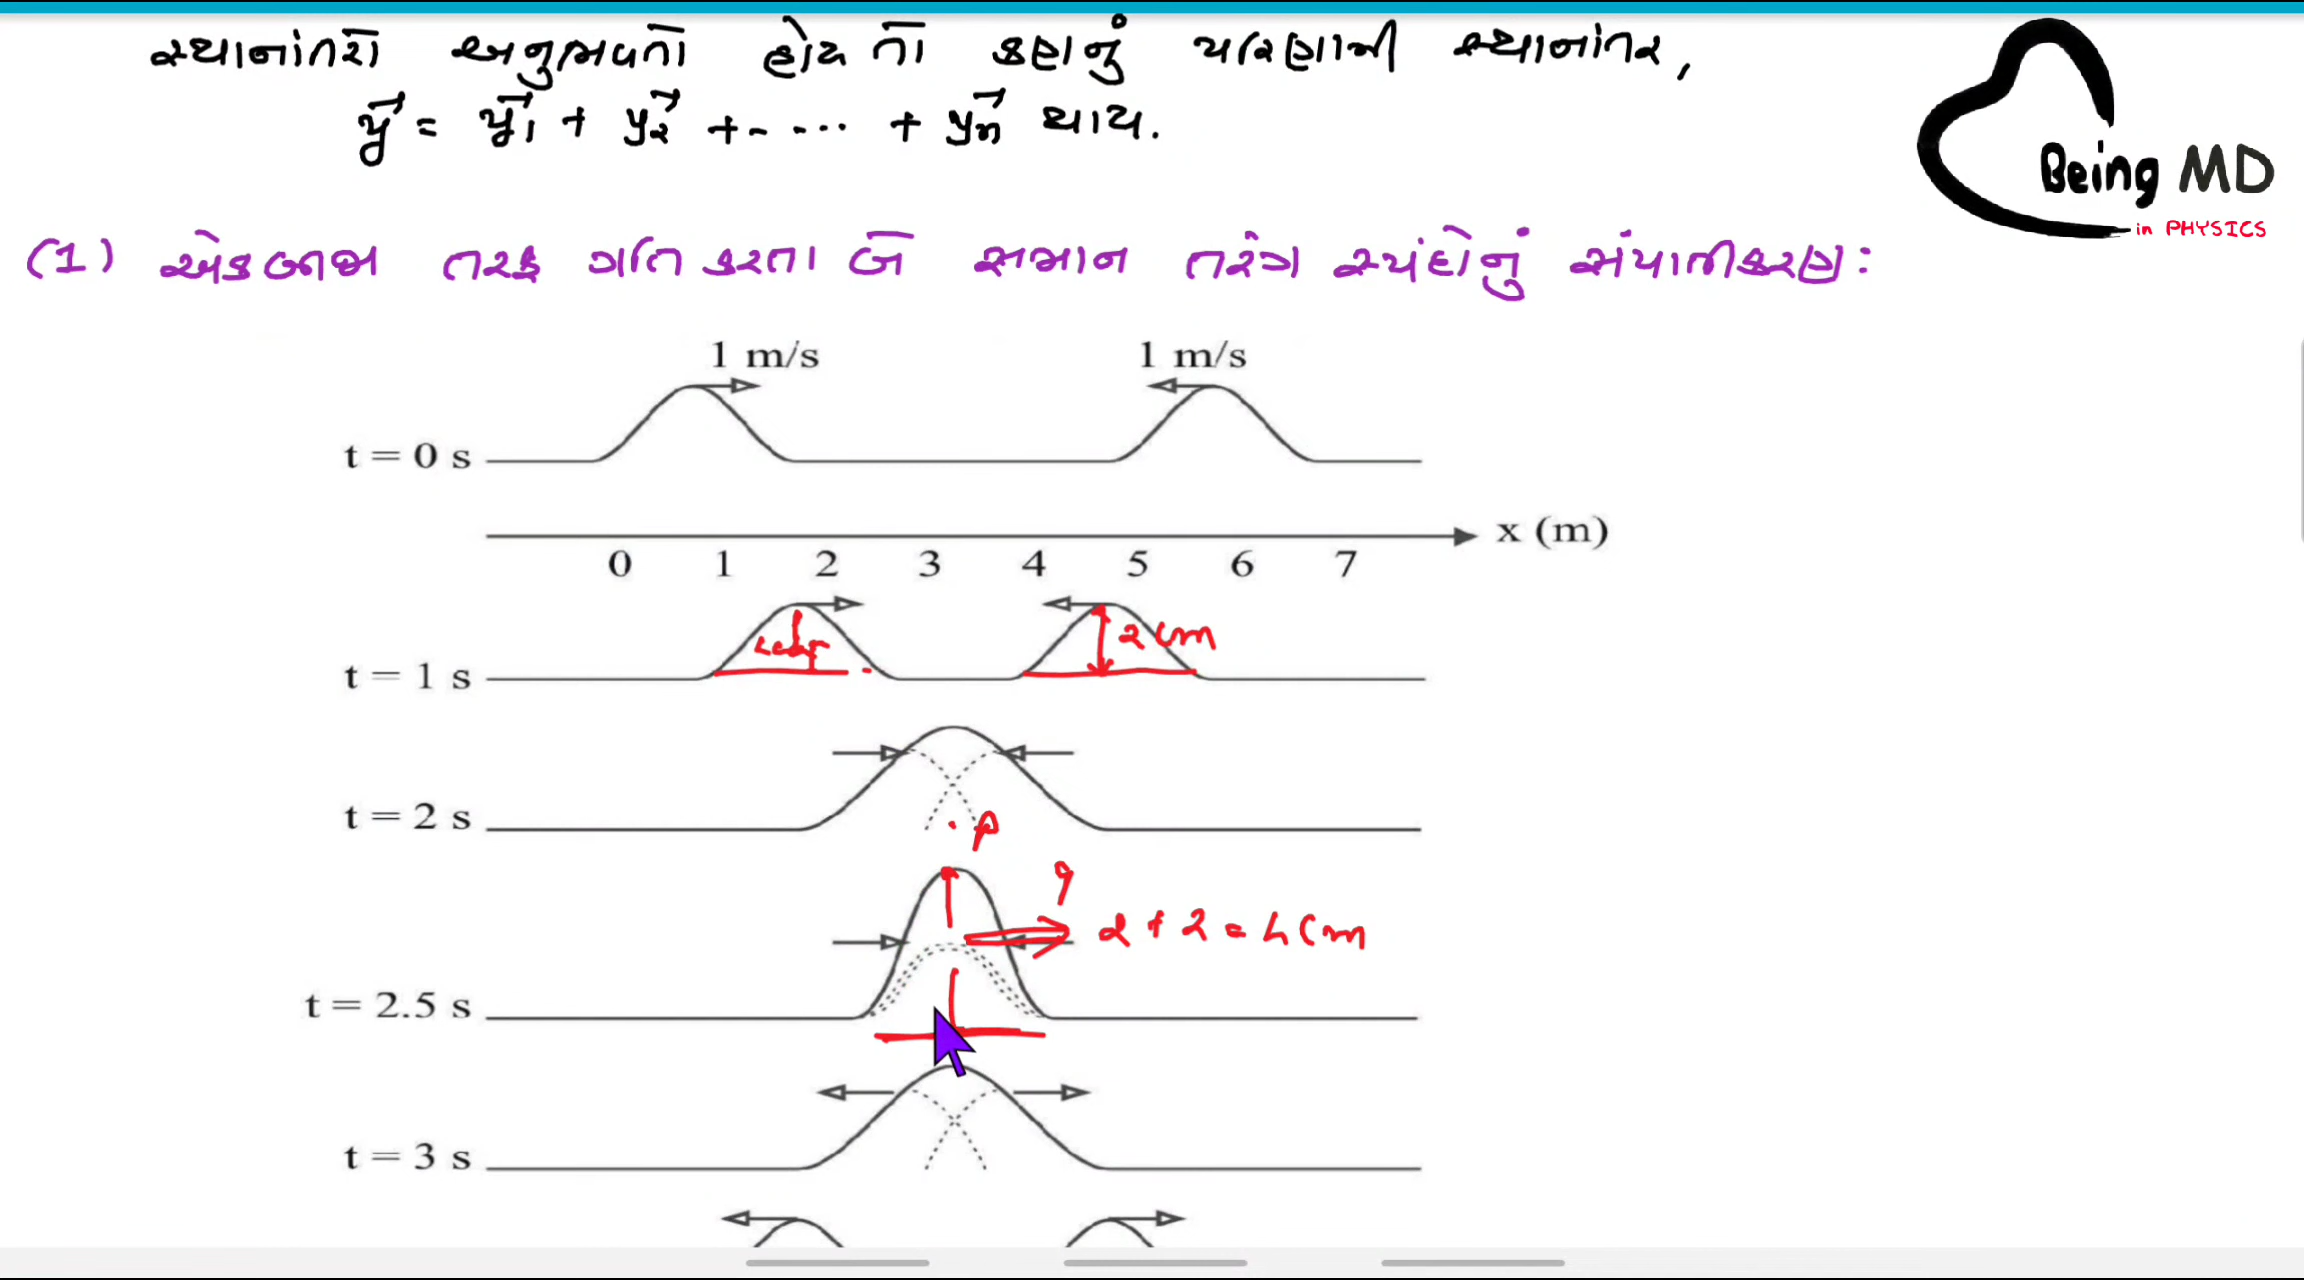 સ્થાનાંતરો અનુભવતો હોય તો કણનું પરિણામી સ્થાનાંતર,
y⃗ = y⃗1 + y⃗2 + - - ... + y⃗n થાય.
Being MD
in PHYSICS
(1) એકબીજા તરફ ગતિ કરતા બે સમાન તરંગ સ્પંદોનું સંપાતીકરણ:
1 m/s 1 m/s
t = 0 s
x (m)
0 1 2 3 4 5 6 7
2 cm
t = 1 s
t = 2 s
P
y
2 + 2 = 4 Cm
t = 2.5 s
t = 3 s